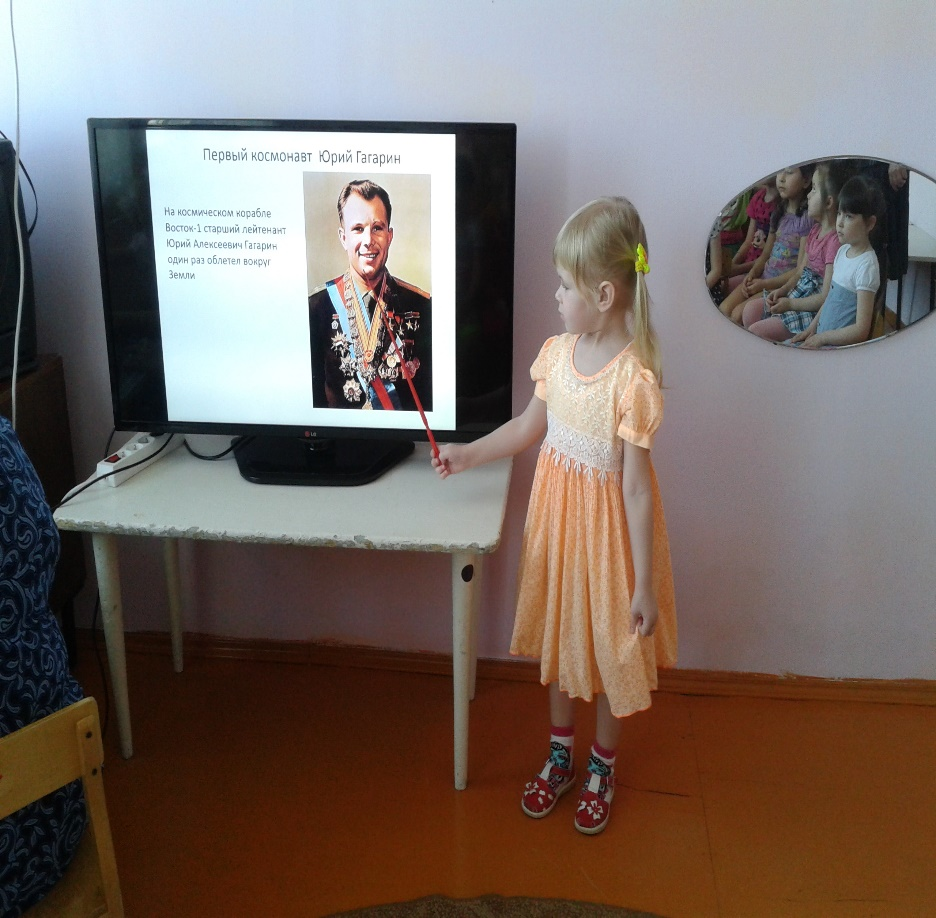 Первый космонавт Юрий Гагарин
На космическом корабле
Восток-1 старший лейтенант
Юрий Алексеевич Гагарин
один раз облетел вокруг
Земли
LG